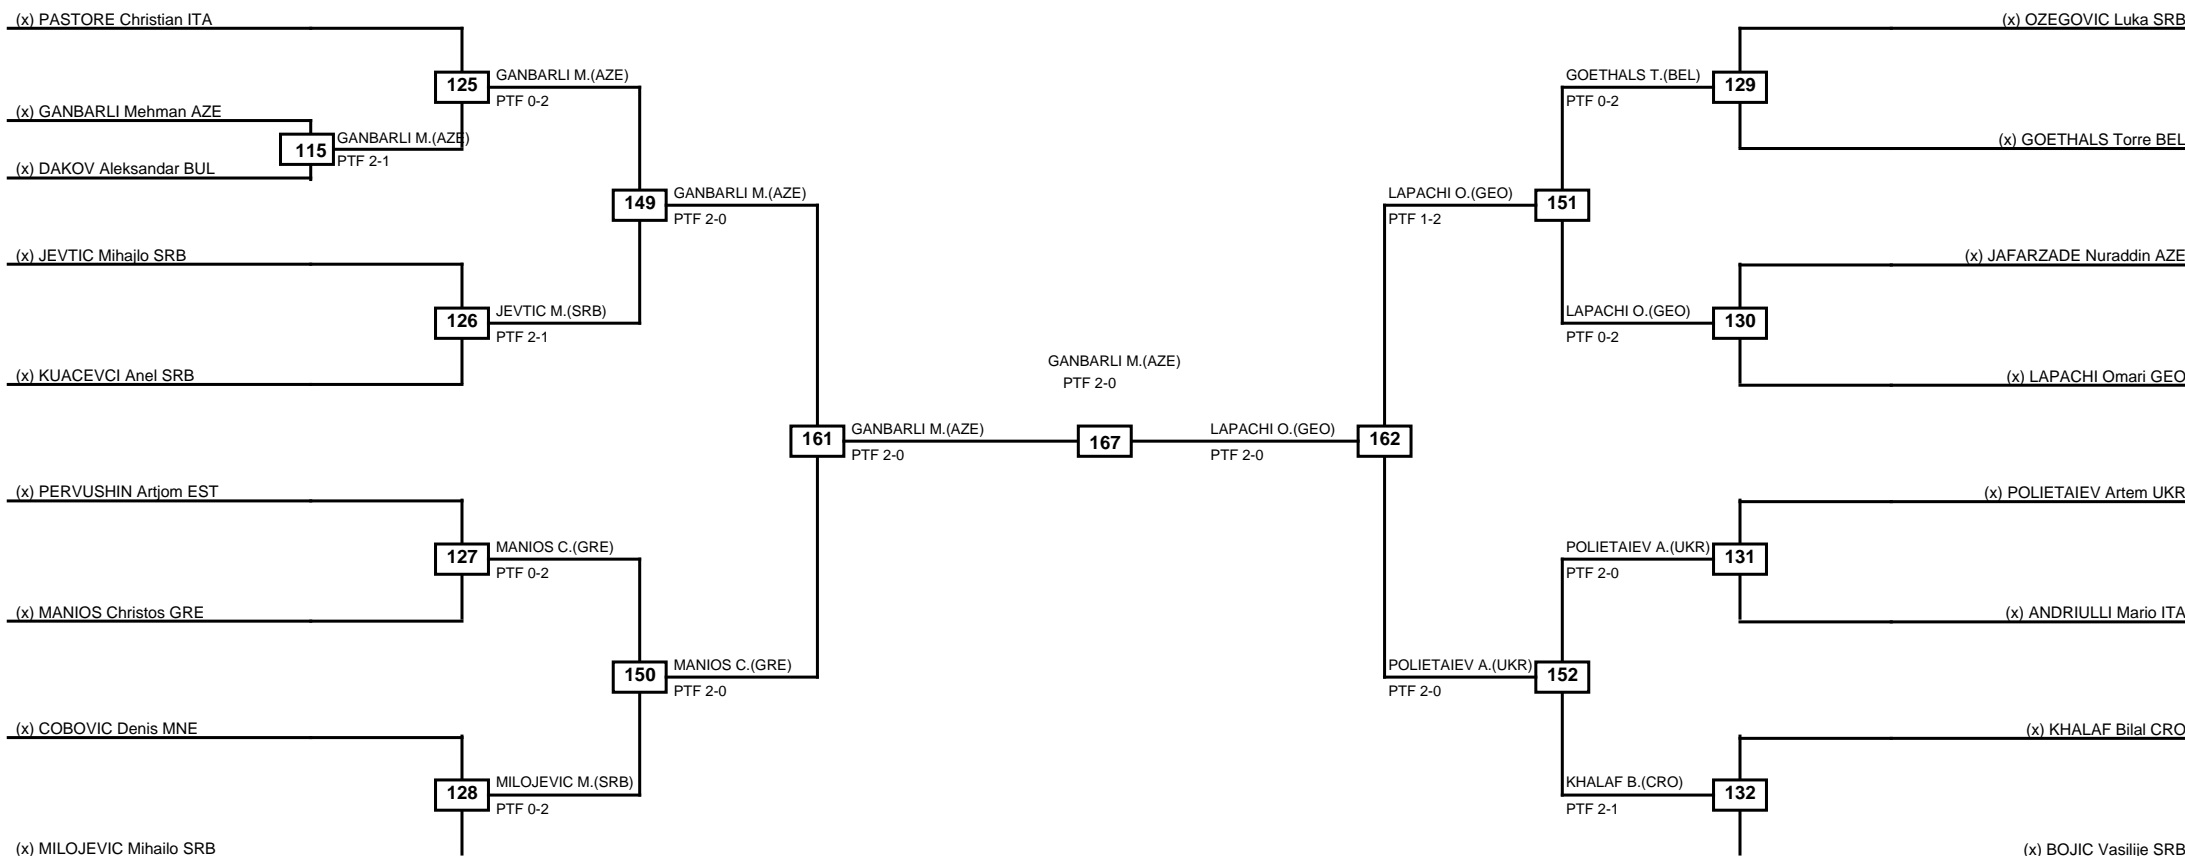 (x) PASTORE Christian ITA
(x) OZEGOVIC Luka SRB
125
GANBARLI M.(AZE)
PTF 0-2
GOETHALS T.(BEL)
PTF 0-2
129
(x) GANBARLI Mehman AZE
115
GANBARLI M.(AZE)
PTF 2-1
(x) GOETHALS Torre BEL
(x) DAKOV Aleksandar BUL
149
GANBARLI M.(AZE)
PTF 2-0
LAPACHI O.(GEO)
PTF 1-2
151
(x) JEVTIC Mihajlo SRB
(x) JAFARZADE Nuraddin AZE
126
JEVTIC M.(SRB)
PTF 2-1
LAPACHI O.(GEO)
PTF 0-2
130
(x) KUACEVCI Anel SRB
GANBARLI M.(AZE)
PTF 2-0
(x) LAPACHI Omari GEO
161
GANBARLI M.(AZE)
PTF 2-0
167
LAPACHI O.(GEO)
PTF 2-0
162
(x) PERVUSHIN Artjom EST
(x) POLIETAIEV Artem UKR
127
MANIOS C.(GRE)
PTF 0-2
POLIETAIEV A.(UKR)
PTF 2-0
131
(x) MANIOS Christos GRE
(x) ANDRIULLI Mario ITA
150
MANIOS C.(GRE)
PTF 2-0
POLIETAIEV A.(UKR)
PTF 2-0
152
(x) COBOVIC Denis MNE
(x) KHALAF Bilal CRO
128
MILOJEVIC M.(SRB)
PTF 0-2
KHALAF B.(CRO)
PTF 2-1
132
(x) MILOJEVIC Mihailo SRB
(x) BOJIC Vasilije SRB